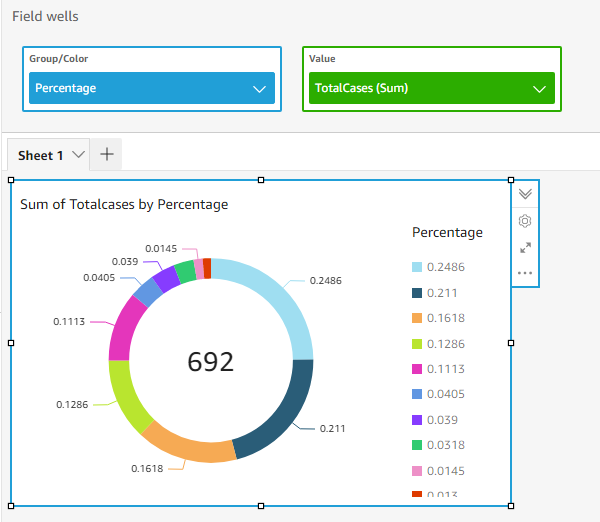 Field wells
Group/Color
Value
Percentage
TotalCases (Sum)
Sheet 1
Sum of Totalcases by Percentage
Percentage
0.0145
0.039
0.0405
0.1113
0.1286
0.1618
0.211
0.2486
692
0.2486
0.211
0.1618
0.1286
0.1113
0.0405
0.039
0.0318
0.0145
0.013